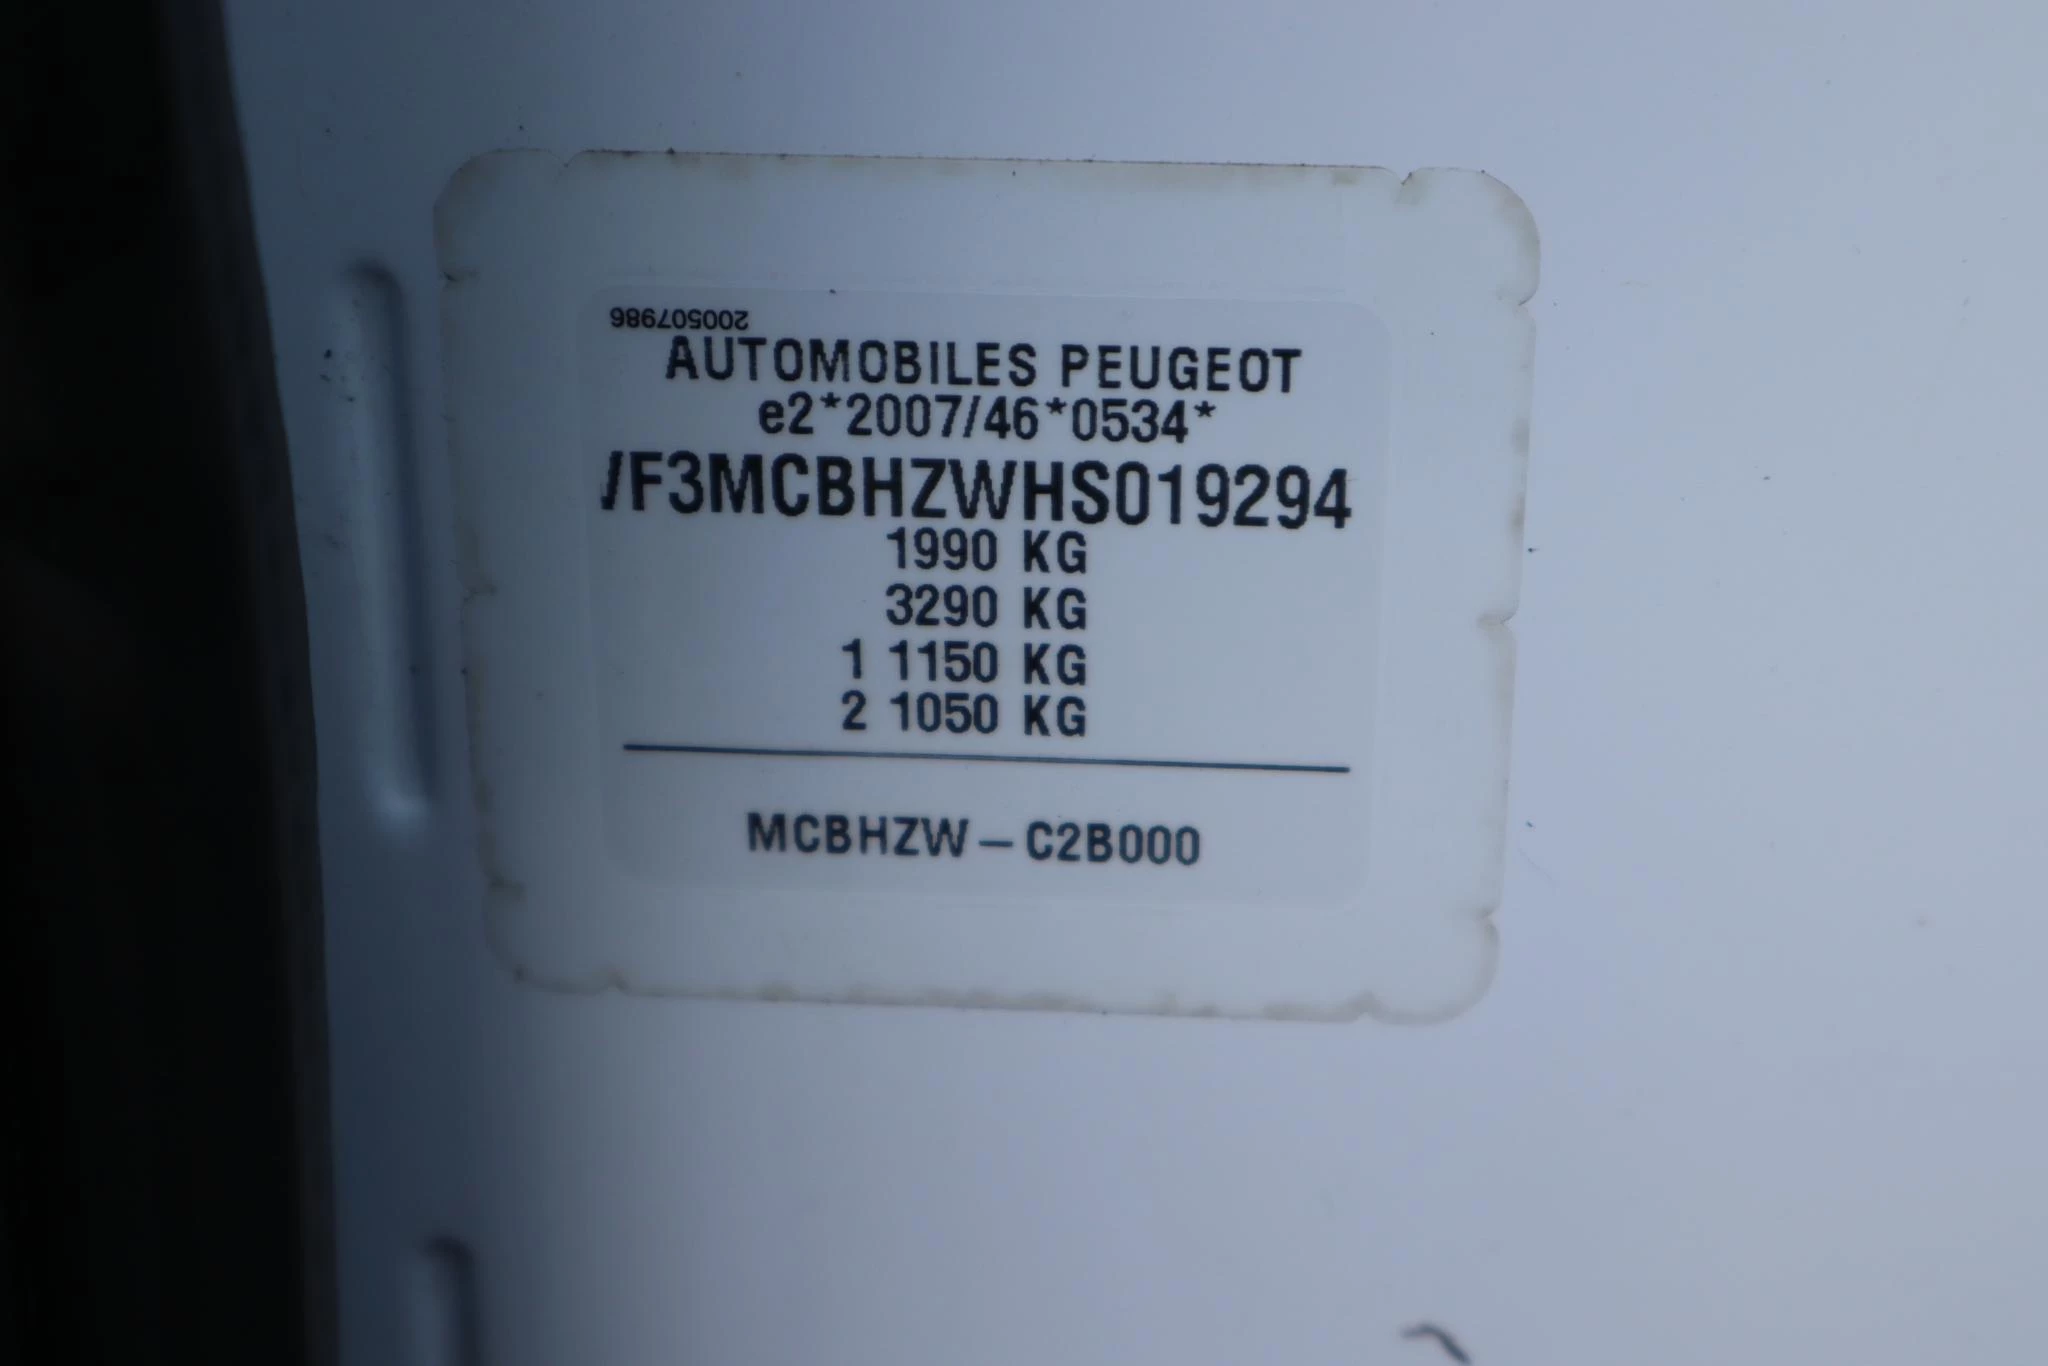 200507986
AUTOMOBILES PEUGEOT
e2*2007/46*0534*
VF3MCBHZWHS019294
1990 KG
3290 KG
1 1150 KG
2 1050 KG
MCBHZW – C2B000